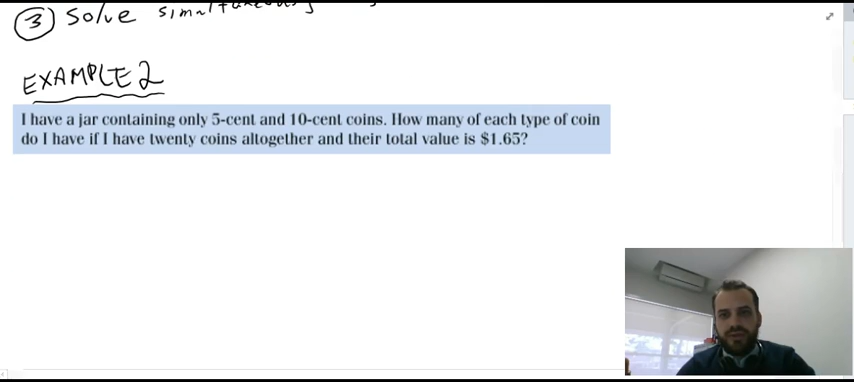 3 Solve simultaneously
EXAMPLE 2
I have a jar containing only 5-cent and 10-cent coins. How many of each type of coin
do I have if I have twenty coins altogether and their total value is $1.65?